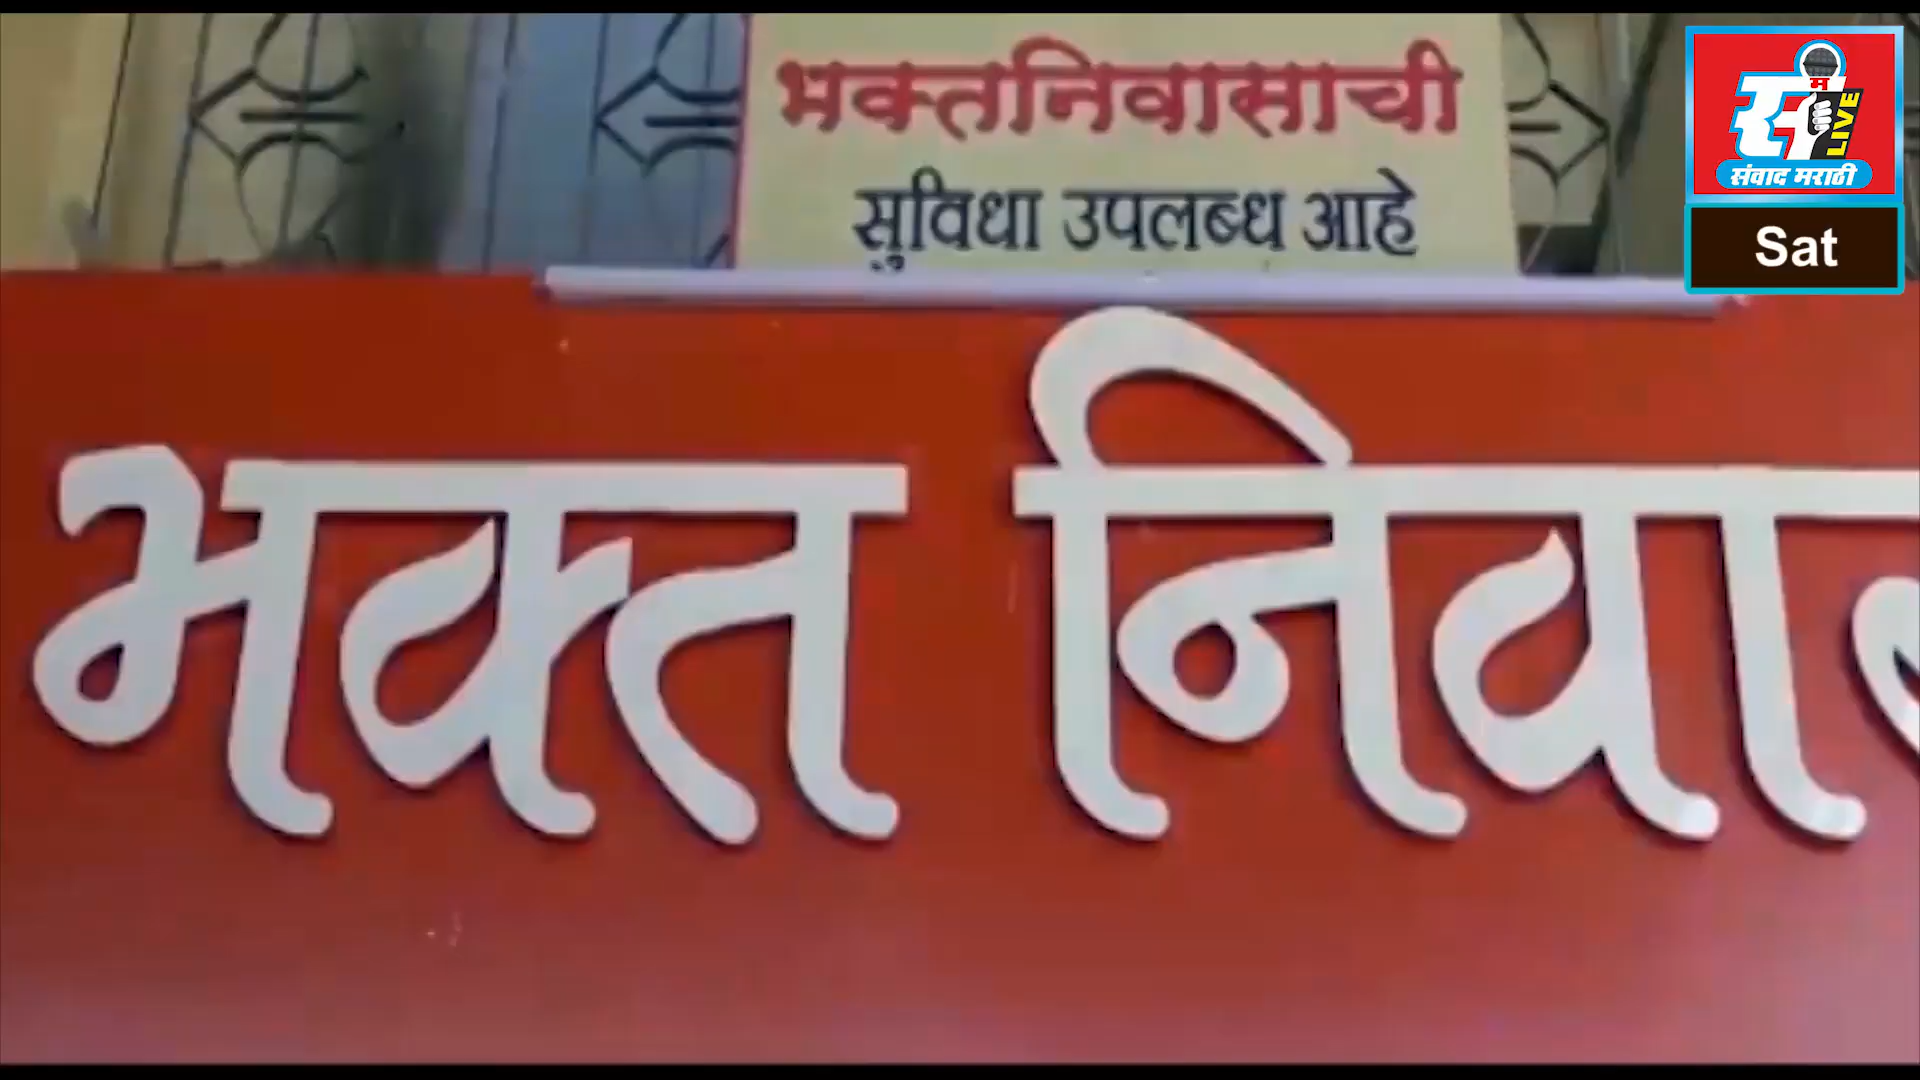 भक्तनिवासाची
सुविधा उपलब्ध आहे
भक्त निवा
LIVE
संवाद मराठी
Sat